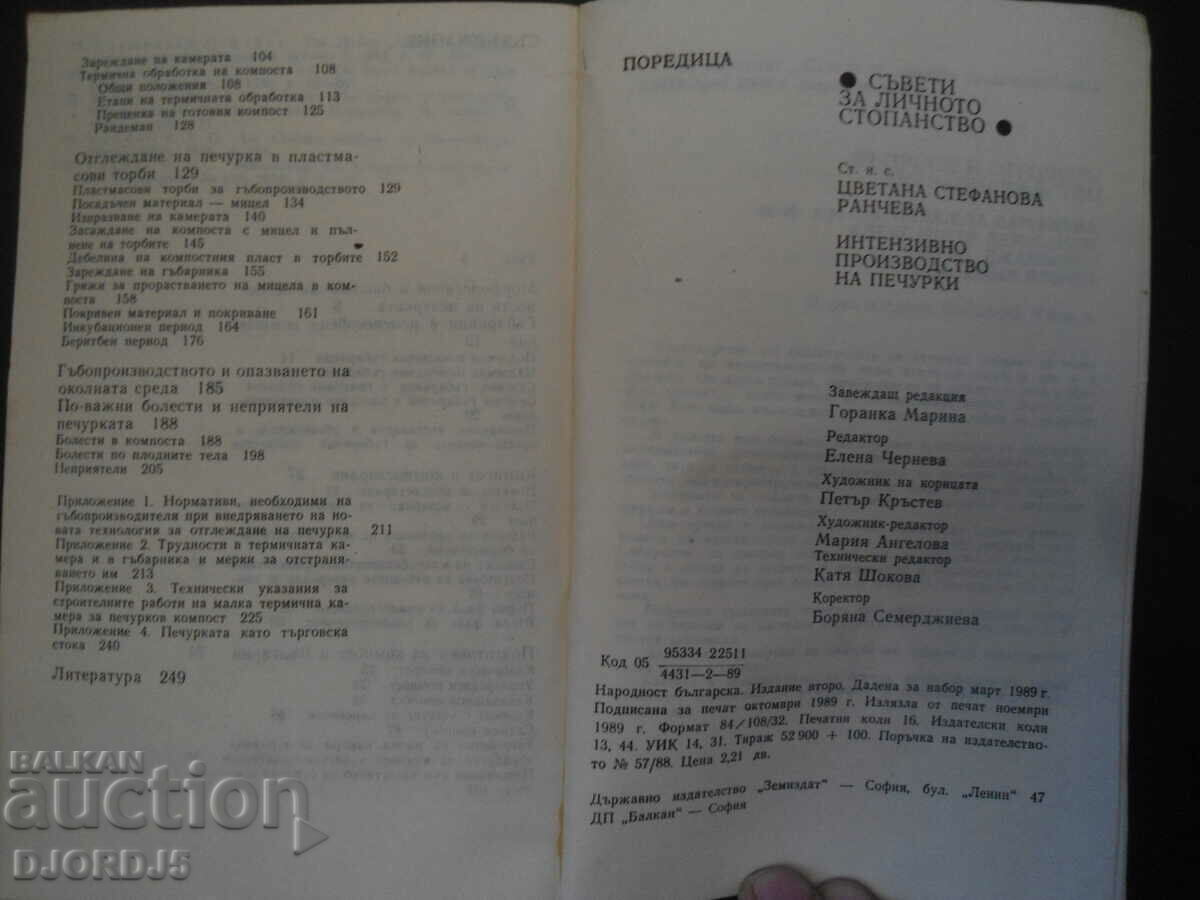 Зареждане на камерата 104
Термична обработка на компоста 108
Общи положения 108
Етапи на термичната обработка 113
Преценка на готовия компост 125
Рандеман 128
Отглеждане на печурка в пластма-
сови торби 129
Пластмасови торби за гъбопроизводството 129
Посадъчен материал — мицел 134
Изпразване на камерата 140
Засаждане на компоста с мицел и пъл-
нене на торбите 145
Дебелина на компостния пласт в торбите 152
Зареждане на гъбарника 155
Грижи за прорастването на мицела в ком-
поста 158
Покривен материал и покриване 161
Инкубационен период 164
Беритбен период 176
Гъбопроизводството и опазването на
околната среда 185
По-важни болести и неприятели на
печурката 188
Болести в компоста 188
Болести по плодните тела 198
Неприятели 205
Приложение 1. Нормативи, необходими на
гъбопроизводителя при внедряването на но-
вата технология за отглеждане на печурка 211
Приложение 2. Трудности в термичната ка-
мера и в гъбарника и мерки за отстраня-
ването им 213
Приложение 3. Технически указания за
строителните работи на малка термична ка-
мера за печурков компост 225
Приложение 4. Печурката като търговска
стока 240
Литература 249
ПОРЕДИЦА
● СЪВЕТИ
ЗА ЛИЧНОТО
СТОПАНСТВО ●
Ст. н. с.
ЦВЕТАНА СТЕФАНОВА
РАНЧЕВА
ИНТЕНЗИВНО
ПРОИЗВОДСТВО
НА ПЕЧУРКИ
Завеждащ редакция
Горанка Марина
Редактор
Елена Чернева
Художник на корицата
Петър Кръстев
Художник-редактор
Мария Ангелова
Технически редактор
Катя Шокова
Коректор
Боряна Семерджиева
Код 05 95334 22511
4431—2—89
Народност българска. Издание второ. Дадена за набор март 1989 г.
Подписана за печат октомври 1989 г. Излязла от печат ноември
1989 г. Формат 84/108/32. Печатни коли 16. Издателски коли
13, 44. УИК 14, 31. Тираж 52 900 + 100. Поръчка на издателство-
то № 57/88. Цена 2,21 лв.
Държавно издателство „Земиздат“ — София, бул. „Ленин“ 47
ДП „Балкан“ — София
BALKAN
auction
DJORDJ5